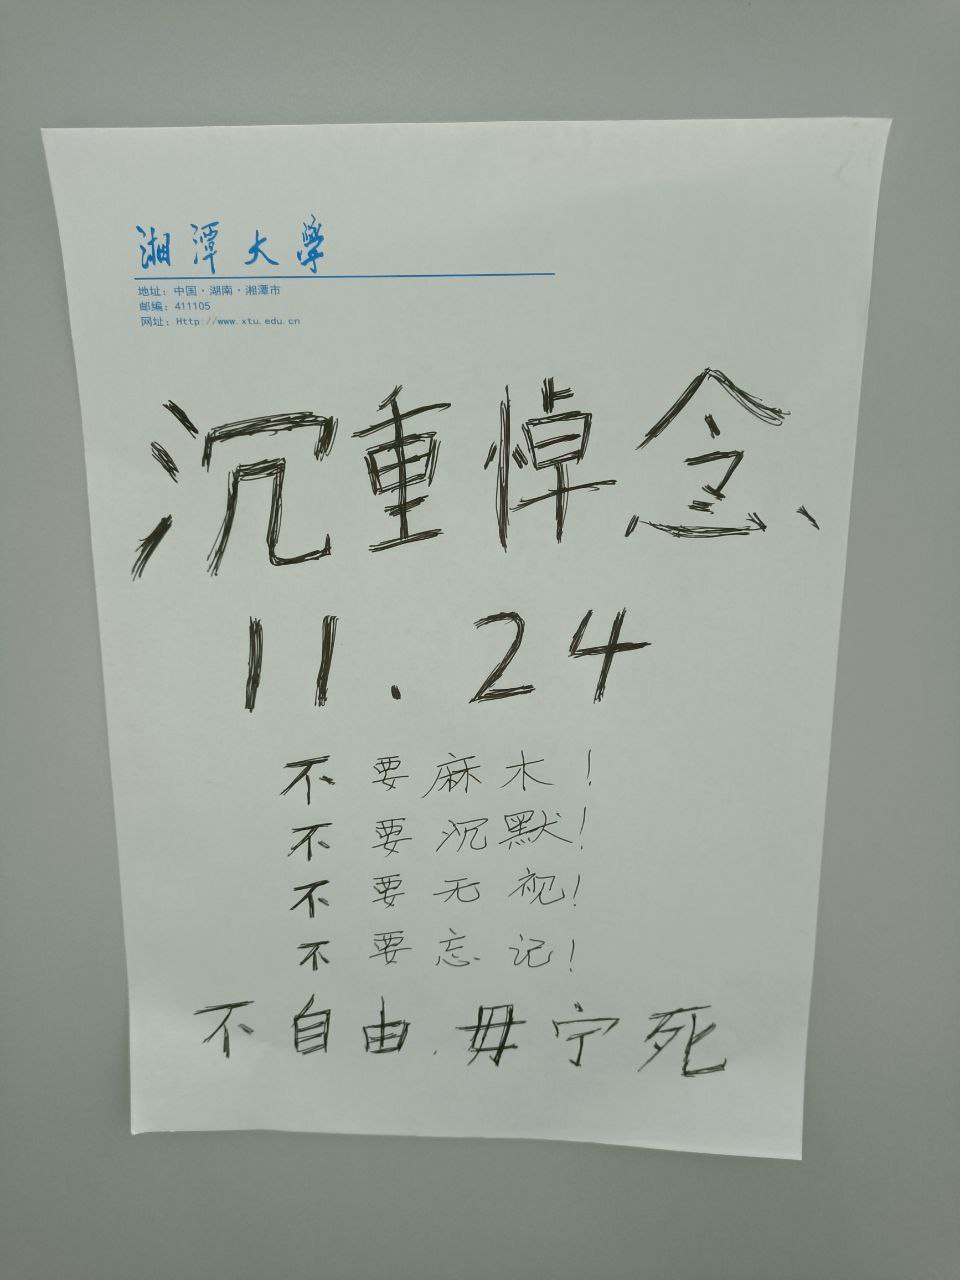 湘潭大學
地址：中国·湖南·湘潭市
邮编：411105
网址：Http://www.xtu.edu.cn
沉重悼念
11.24
不要麻木！
不要沉默！
不要无视！
不要忘记！
不自由.毋宁死